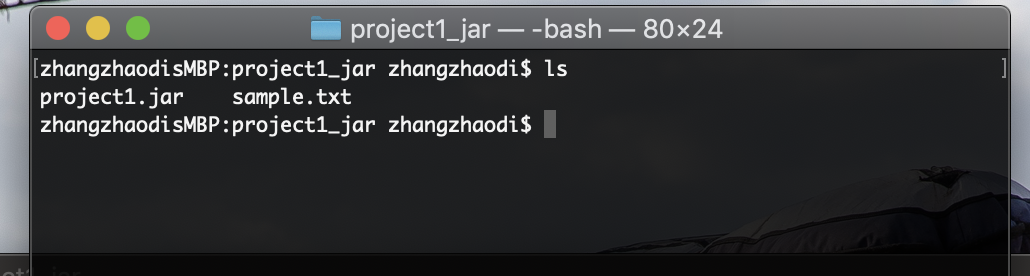 project1_jar — -bash — 80×24
[zhangzhaodisMBP:project1_jar zhangzhaodi$ ls ]
project1.jar    sample.txt
zhangzhaodisMBP:project1_jar zhangzhaodi$